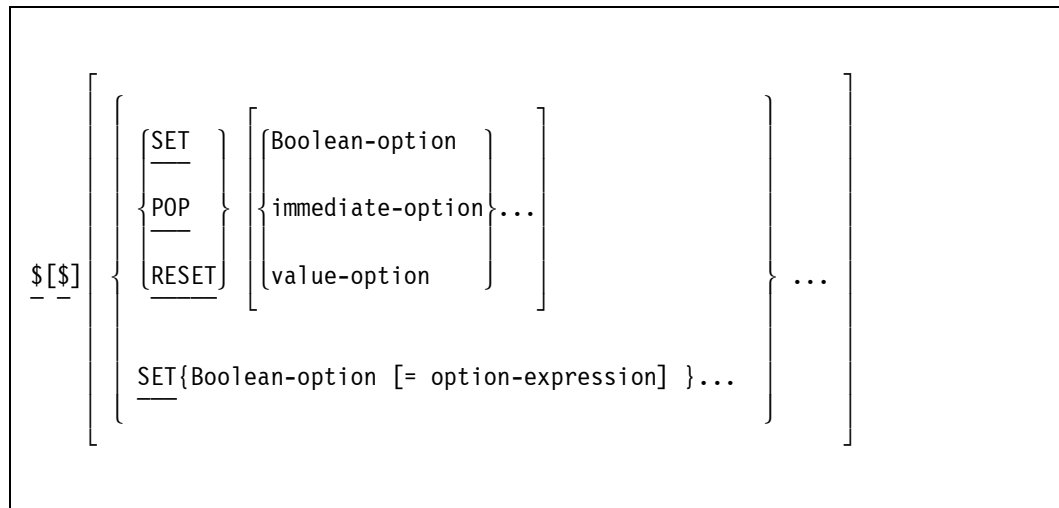 SET Boolean-option
POP immediate-option ...
RESET value-option
$[$] ...
SET{Boolean-option [= option-expression] }...